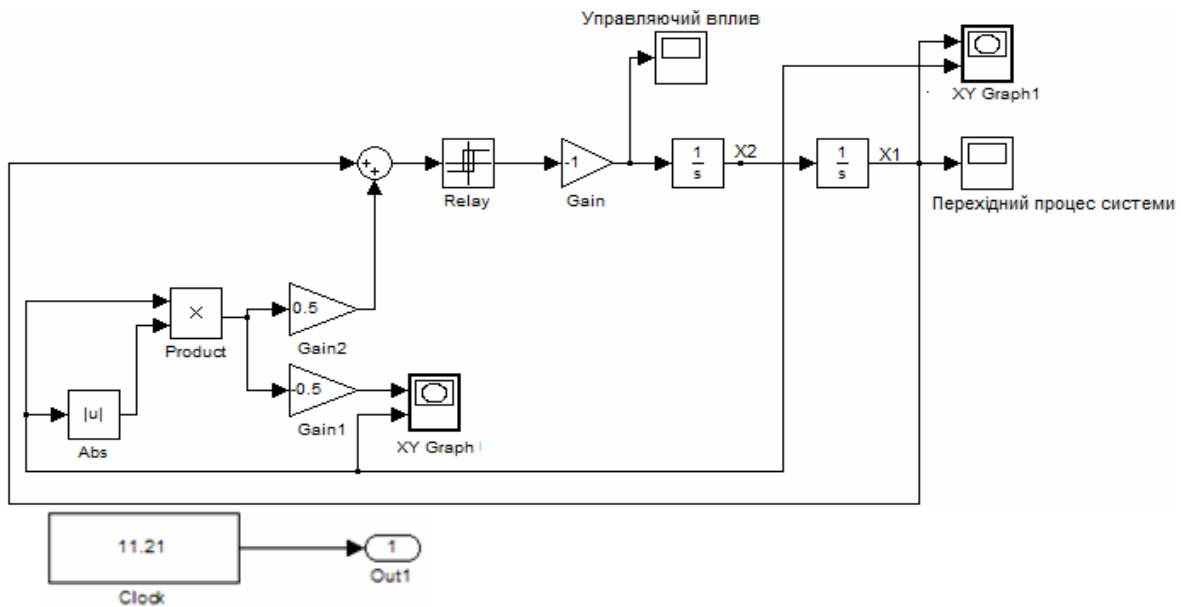 Управляючий вплив
XY Graph1
+
+
Relay
-1
Gain
1
s
X2
1
s
X1
Перехідний процес системи
×
Product
0.5
Gain2
|u|
Abs
-0.5
Gain1
XY Graph
11.21
Clock
1
Out1